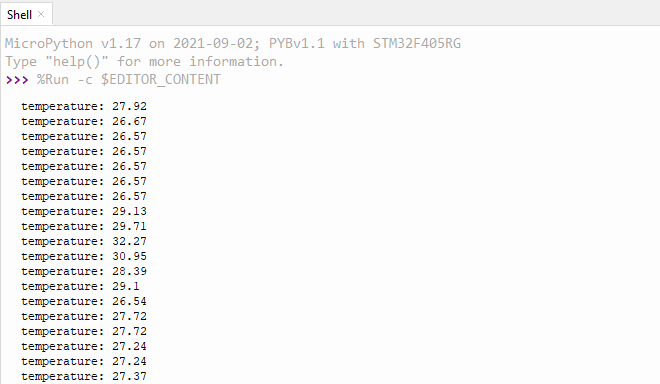 Shell ×
MicroPython v1.17 on 2021-09-02; PYBv1.1 with STM32F405RG
Type "help()" for more information.
>>> %Run -c $EDITOR_CONTENT
temperature: 27.92
temperature: 26.67
temperature: 26.57
temperature: 26.57
temperature: 26.57
temperature: 26.57
temperature: 26.57
temperature: 29.13
temperature: 29.71
temperature: 32.27
temperature: 30.95
temperature: 28.39
temperature: 29.1
temperature: 26.54
temperature: 27.72
temperature: 27.72
temperature: 27.24
temperature: 27.24
temperature: 27.37